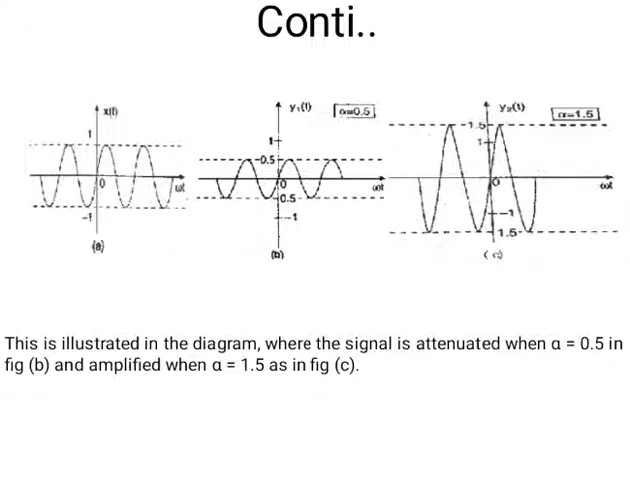 Conti..
x(t)
1
0
ωt
-1
(a)
y₁(t)
α=0.5
1
0.5
0
ωt
0.5
-1
(b)
y₂(t)
α=1.5
1.5
1
0
ωt
-1
1.5
(c)
This is illustrated in the diagram, where the signal is attenuated when α = 0.5 in
fig (b) and amplified when α = 1.5 as in fig (c).